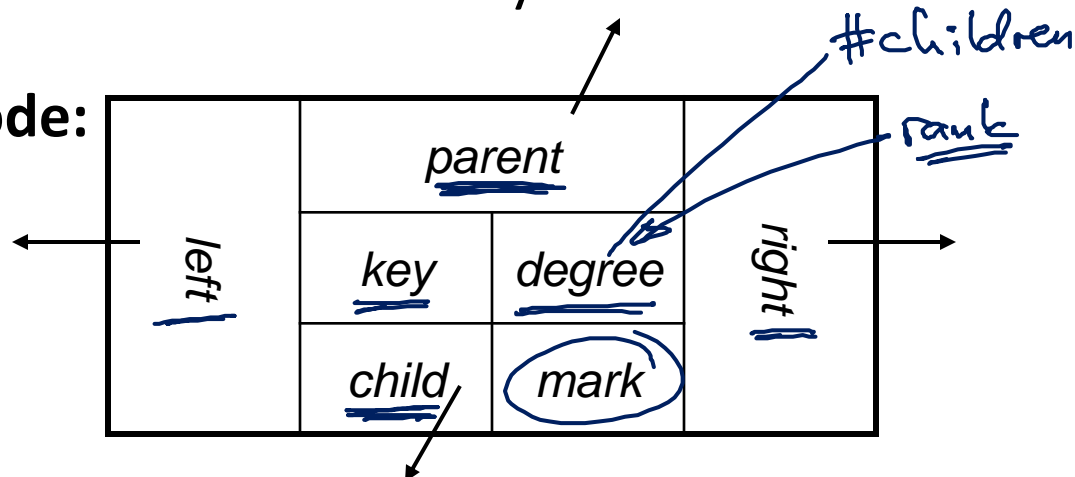 #children
ode:
parent
rank
left
key
degree
right
child
mark